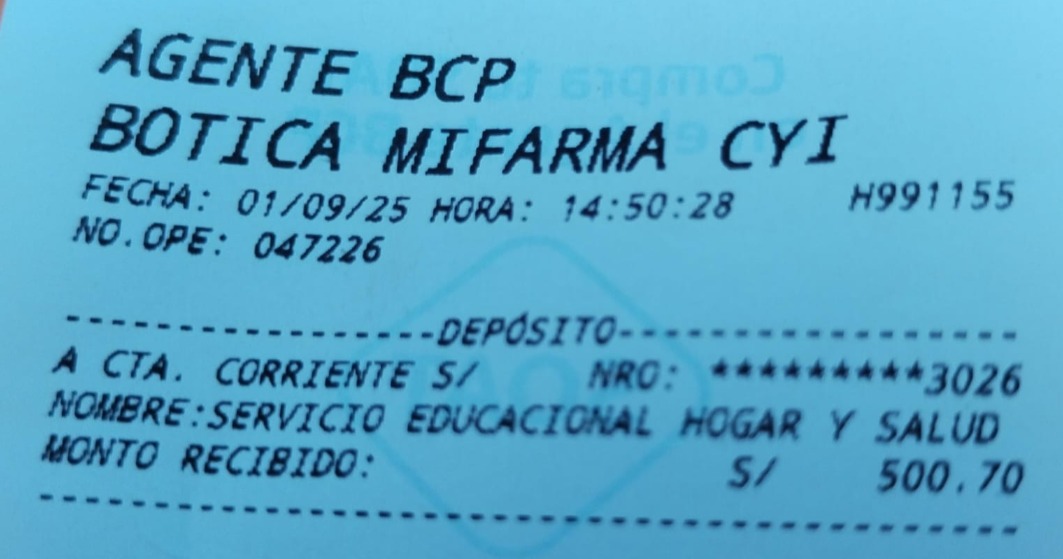 AGENTE BCP
BOTICA MIFARMA CYI
FECHA: 01/09/25 HORA: 14:50:28 H991155
NO.OPE: 047226
-----------------DEPÓSITO------------------
A CTA. CORRIENTE S/ NRO: *********3026
NOMBRE:SERVICIO EDUCACIONAL HOGAR Y SALUD
MONTO RECIBIDO: S/ 500.70
--------------------------------------------